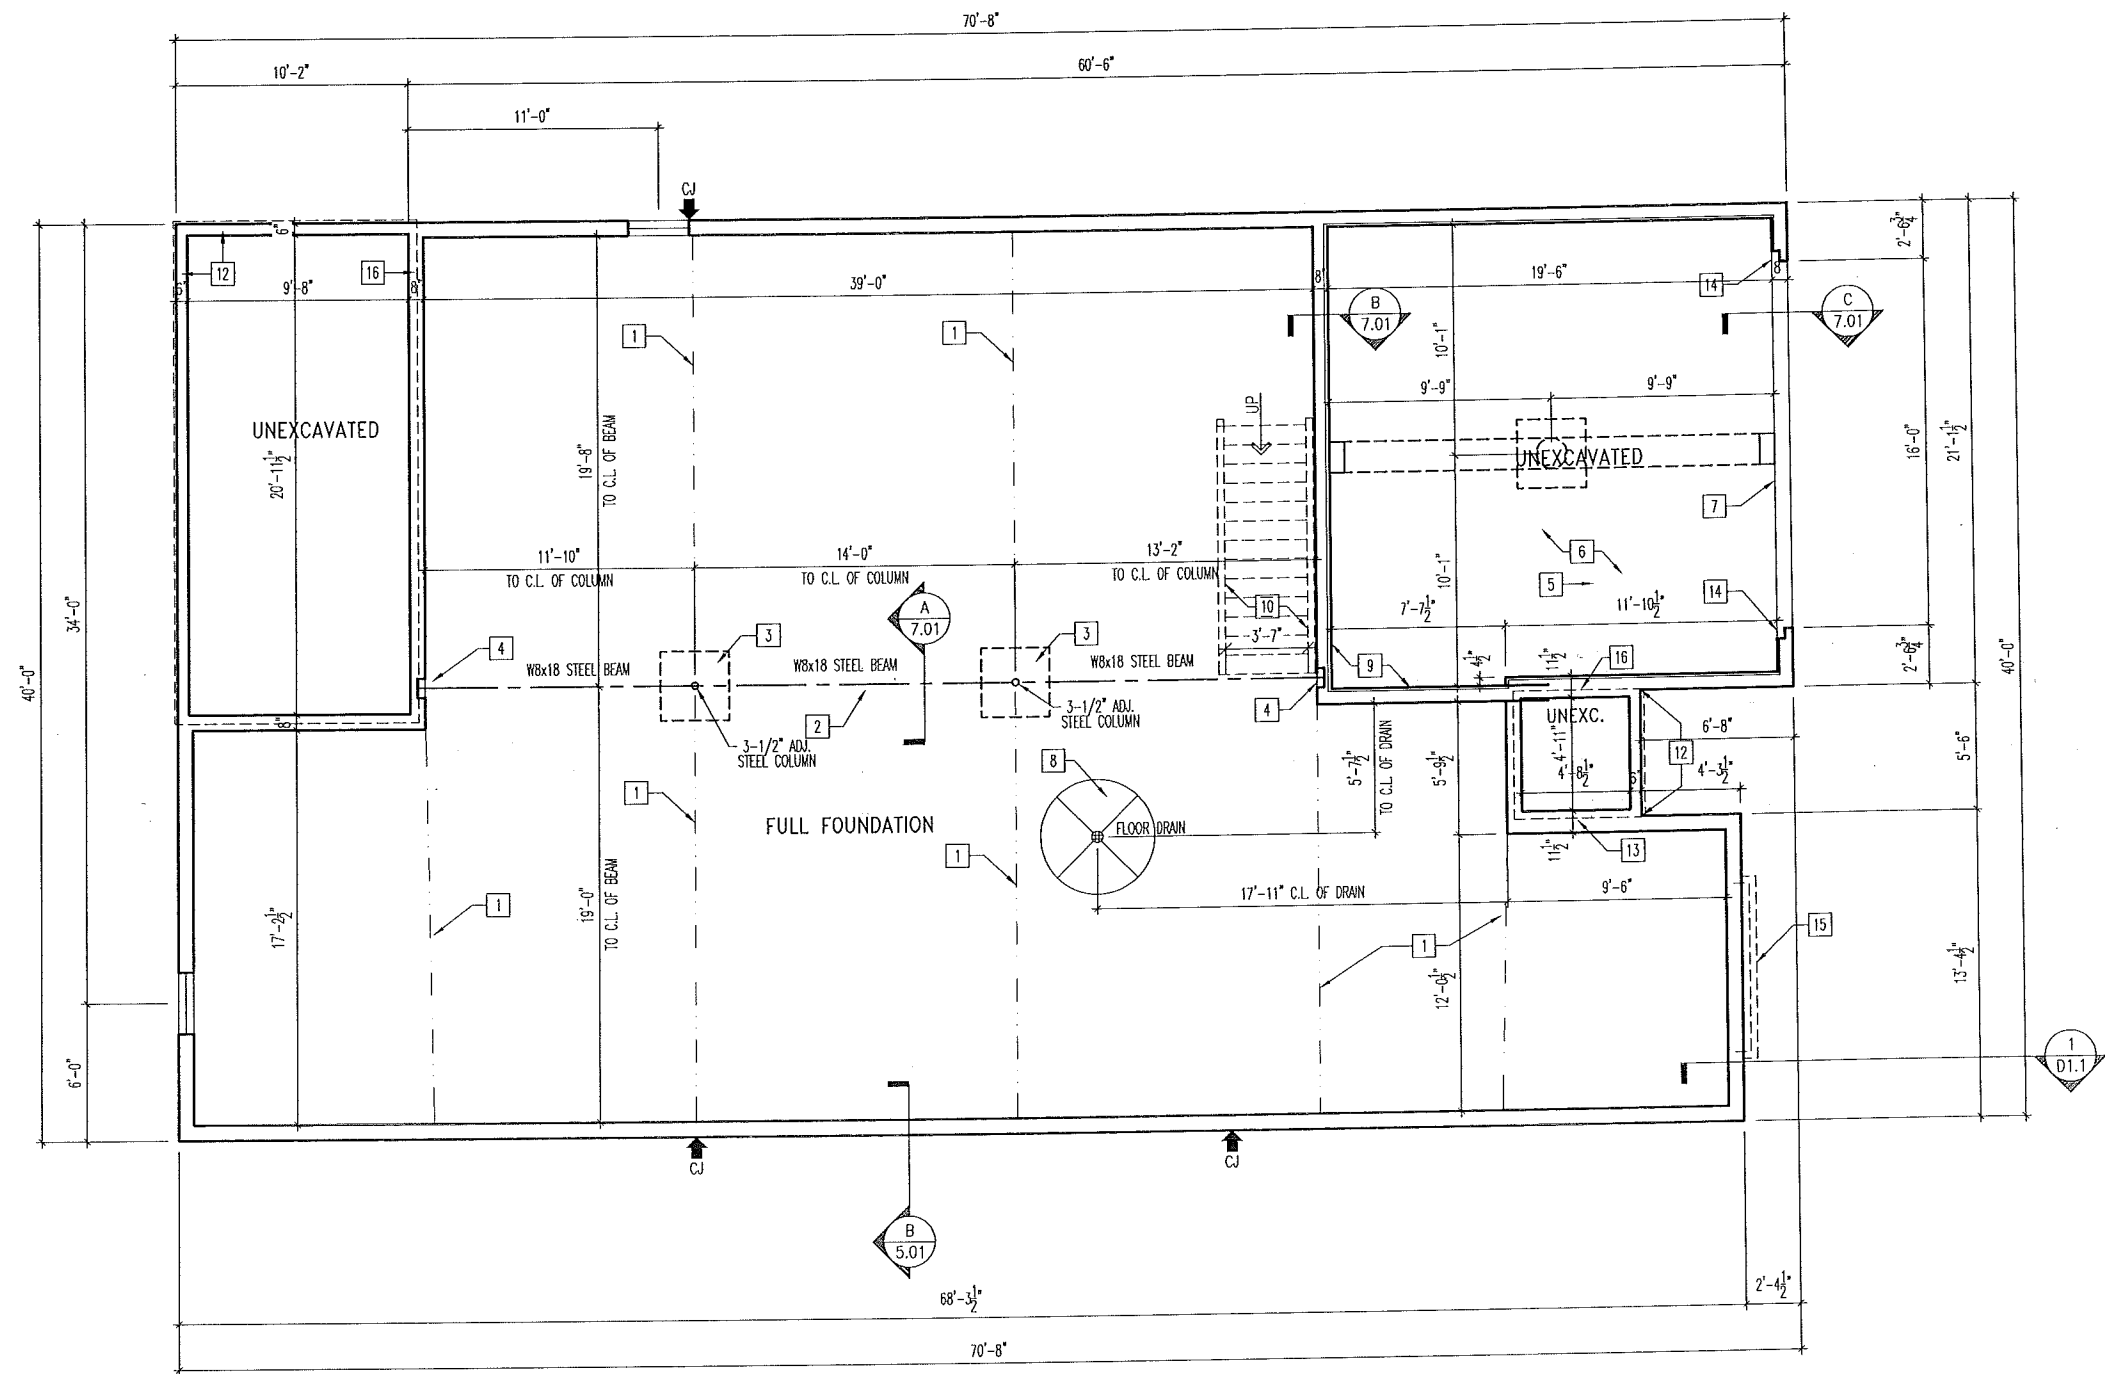 70'-8"
10'-2"
60'-6"
11'-0"
CJ
6"
12
16
6"
9'-8"
8"
39'-0"
8"
19'-6"
8"
14
2'-6 3/4"
B
7.01
C
7.01
1
1
10'-1"
9'-9"
9'-9"
UP
UNEXCAVATED
20'-11 1/2"
19'-8"
TO C.L. OF BEAM
UNEXCAVATED
16'-0"
21'-1 1/2"
7
11'-10"
TO C.L. OF COLUMN
14'-0"
TO C.L. OF COLUMN
13'-2"
TO C.L. OF COLUMN
6
5
10'-1"
10
7'-7 1/2"
11'-10 1/2"
14
34'-0"
40'-0"
A
7.01
3
3
3'-7"
4
W8x18 STEEL BEAM
W8x18 STEEL BEAM
W8x18 STEEL BEAM
9
4 1/2"
11 1/2"
16
2'-6 3/4"
40'-0"
8"
2
3-1/2" ADJ.
STEEL COLUMN
3-1/2" ADJ.
STEEL COLUMN
4
UNEXC.
6'-8"
12
4'-11"
4'-8 1/2"
6"
4'-3 1/2"
5'-6"
5'-7 1/2"
TO C.L. OF DRAIN
5'-9 1/2"
8
1
FULL FOUNDATION
FLOOR DRAIN
1
11 1/2"
13
17'-11" C.L. OF DRAIN
9'-6"
1
17'-2 1/2"
19'-0"
TO C.L. OF BEAM
1
12'-0 1/2"
15
13'-4 1/2"
6'-0"
1
D1.1
CJ
CJ
B
5.01
68'-3 1/2"
2'-4 1/2"
70'-8"